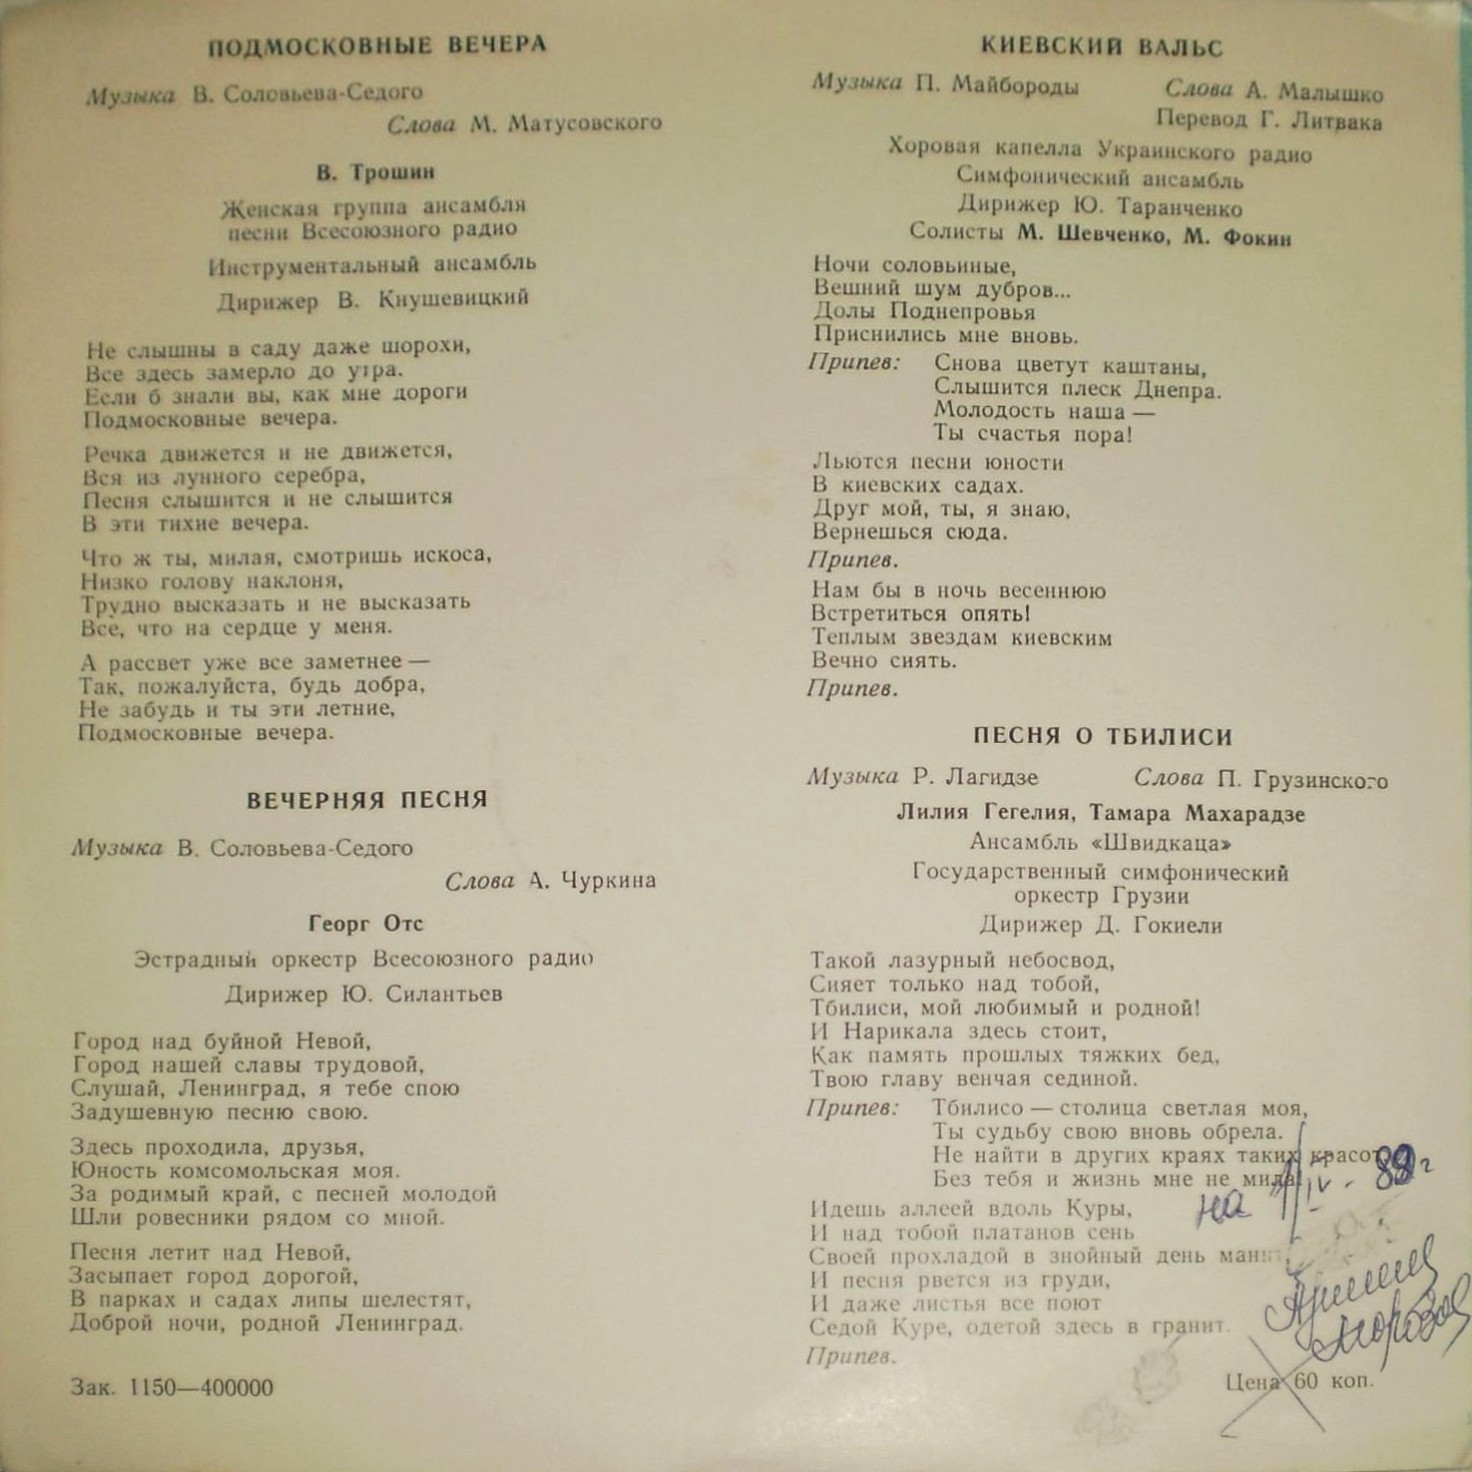 ПОДМОСКОВНЫЕ ВЕЧЕРА
Музыка В. Соловьева-Седого
Слова М. Матусовского
В. Трошин
Женская группа ансамбля
песни Всесоюзного радио
Инструментальный ансамбль
Дирижер В. Кнушевицкий
Не слышны в саду даже шорохи,
Все здесь замерло до утра.
Если б знали вы, как мне дороги
Подмосковные вечера.
Речка движется и не движется,
Вся из лунного серебра,
Песня слышится и не слышится
В эти тихие вечера.
Что ж ты, милая, смотришь искоса,
Низко голову наклоня,
Трудно высказать и не высказать
Все, что на сердце у меня.
А рассвет уже все заметнее —
Так, пожалуйста, будь добра,
Не забудь и ты эти летние,
Подмосковные вечера.
ВЕЧЕРНЯЯ ПЕСНЯ
Музыка В. Соловьева-Седого
Слова А. Чуркина
Георг Отс
Эстрадный оркестр Всесоюзного радио
Дирижер Ю. Силантьев
Город над буйной Невой,
Город нашей славы трудовой,
Слушай, Ленинград, я тебе спою
Задушевную песню свою.
Здесь проходила, друзья,
Юность комсомольская моя.
За родимый край, с песней молодой
Шли ровесники рядом со мной.
Песня летит над Невой,
Засыпает город дорогой,
В парках и садах липы шелестят,
Доброй ночи, родной Ленинград.
Зак. 1150—400000
КИЕВСКИЙ ВАЛЬС
Музыка П. Майбороды Слова А. Малышко
Перевод Г. Литвака
Хоровая капелла Украинского радио
Симфонический ансамбль
Дирижер Ю. Таранченко
Солисты М. Шевченко, М. Фокин
Ночи соловьиные,
Вешний шум дубров...
Долы Поднепровья
Приснились мне вновь.
Припев: Снова цветут каштаны,
Слышится плеск Днепра.
Молодость наша —
Ты счастья пора!
Льются песни юности
В киевских садах.
Друг мой, ты, я знаю,
Вернешься сюда.
Припев.
Нам бы в ночь весеннюю
Встретиться опять!
Теплым звездам киевским
Вечно сиять.
Припев.
ПЕСНЯ О ТБИЛИСИ
Музыка Р. Лагидзе Слова П. Грузинского
Лилия Гегелия, Тамара Махарадзе
Ансамбль «Швидкаца»
Государственный симфонический
оркестр Грузии
Дирижер Д. Гокиели
Такой лазурный небосвод,
Сияет только над тобой,
Тбилиси, мой любимый и родной!
И Нарикала здесь стоит,
Как память прошлых тяжких бед,
Твою главу венчая сединой.
Припев: Тбилисо — столица светлая моя,
Ты судьбу свою вновь обрела.
Не найти в других краях таких красот
Без тебя и жизнь мне не мила
на IV - 89 г
Идешь аллеей вдоль Куры,
И над тобой платанов сень
Своей прохладой в знойный день
И песня рвется из груди,
И даже листья все поют
Седой Куре, одетой здесь в гранит.
Припев.
Цена 60 коп.